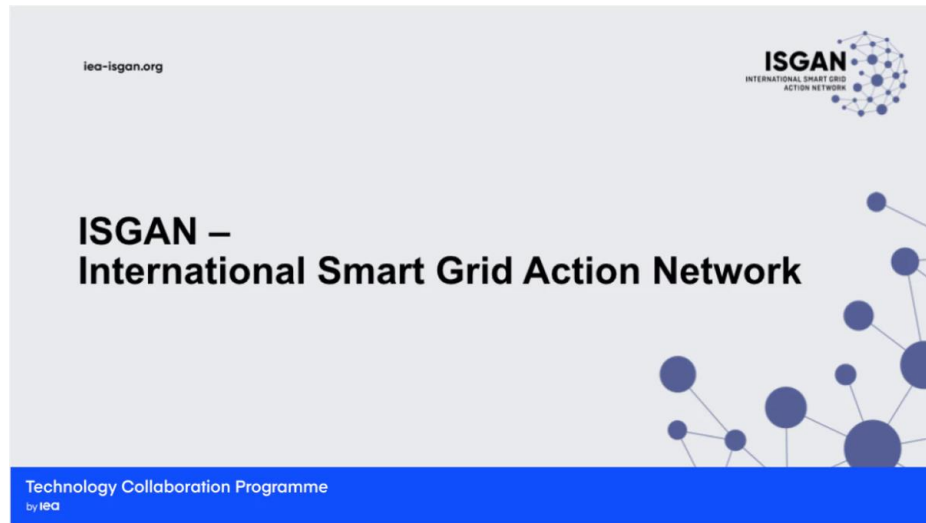 iea-isgan.org
ISGAN
INTERNATIONAL SMART GRID
ACTION NETWORK
ISGAN –
International Smart Grid Action Network
Technology Collaboration Programme
by iea